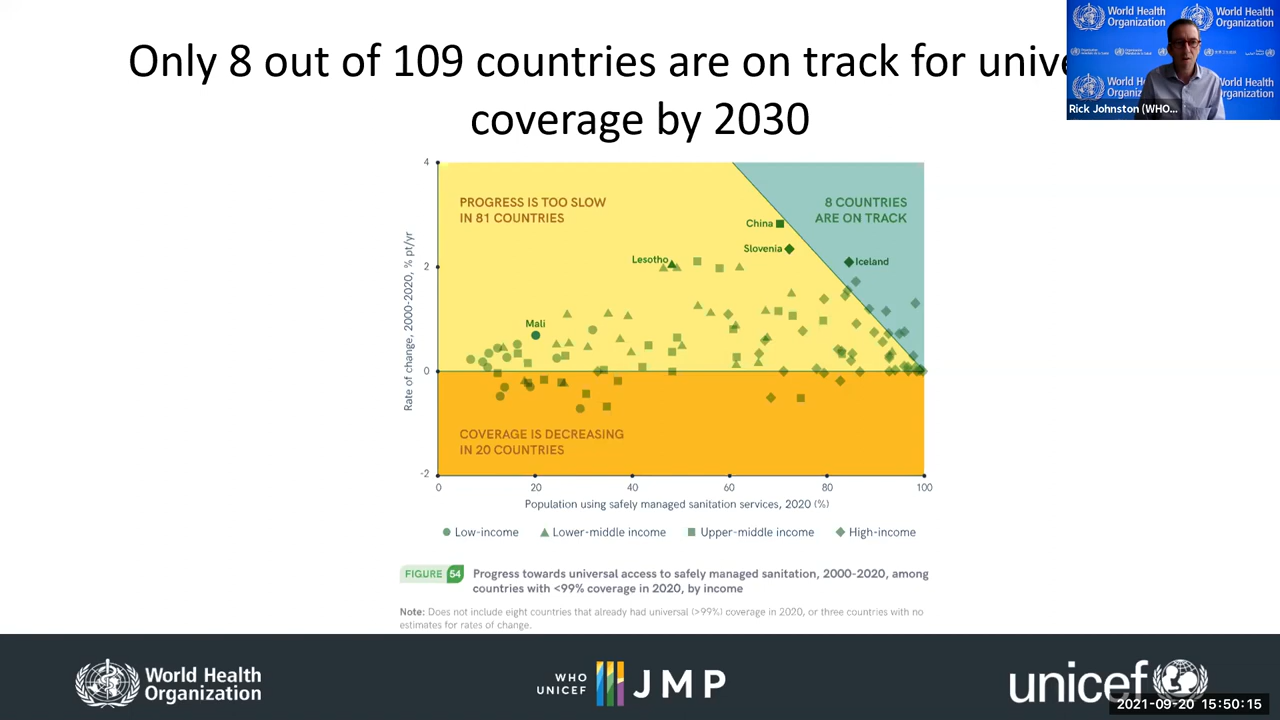 Only 8 out of 109 countries are on track for unive
coverage by 2030
World Health
Organization
World Health
Organization
Rick Johnston (WHO...
4
2
0
-2
Rate of change, 2000-2020, % pt/yr
PROGRESS IS TOO SLOW
IN 81 COUNTRIES
8 COUNTRIES
ARE ON TRACK
China
Slovenia
Iceland
Lesotho
Mali
COVERAGE IS DECREASING
IN 20 COUNTRIES
0 20 40 60 80 100
Population using safely managed sanitation services, 2020 (%)
Low-income Lower-middle income Upper-middle income High-income
FIGURE 54 Progress towards universal access to safely managed sanitation, 2000-2020, among
countries with <99% coverage in 2020, by income
Note: Does not include eight countries that already had universal (>99%) coverage in 2020, or three countries with no
estimates for rates of change.
World Health
Organization
WHO
UNICEF
JMP
unicef
2021-09-20 15:50:15